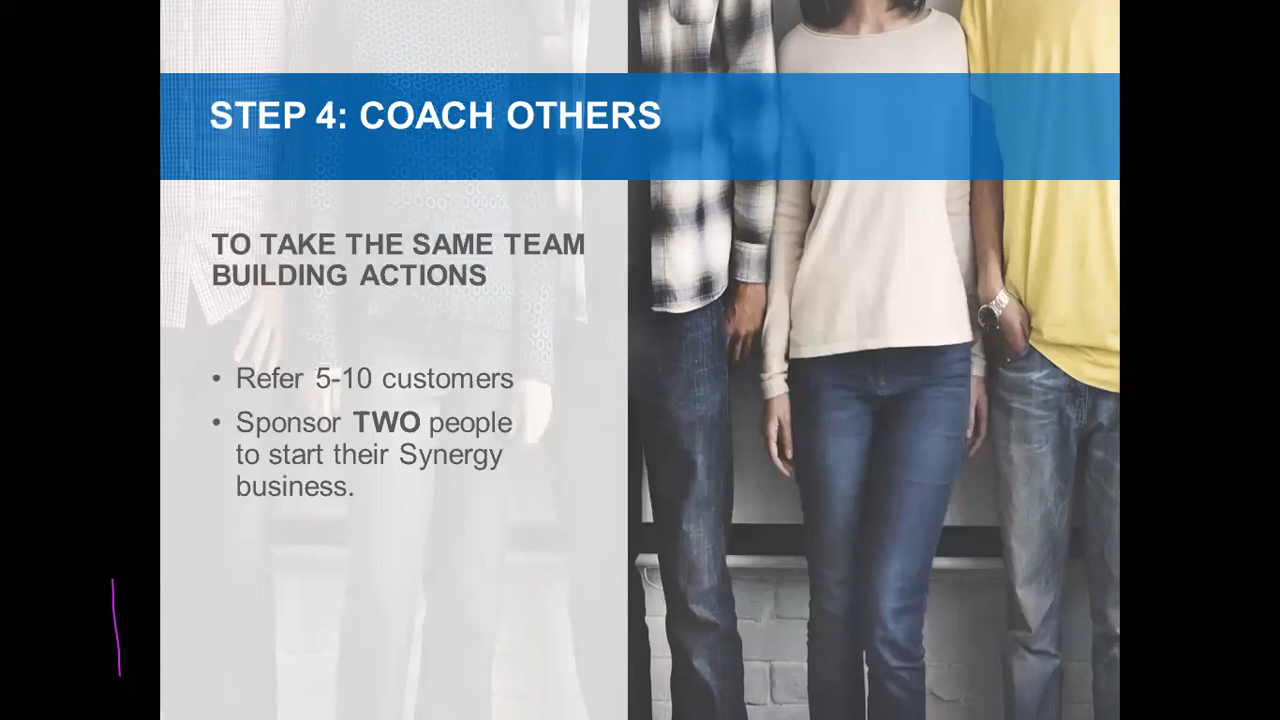 STEP 4: COACH OTHERS
TO TAKE THE SAME TEAM
BUILDING ACTIONS
• Refer 5-10 customers
• Sponsor TWO people
to start their Synergy
business.